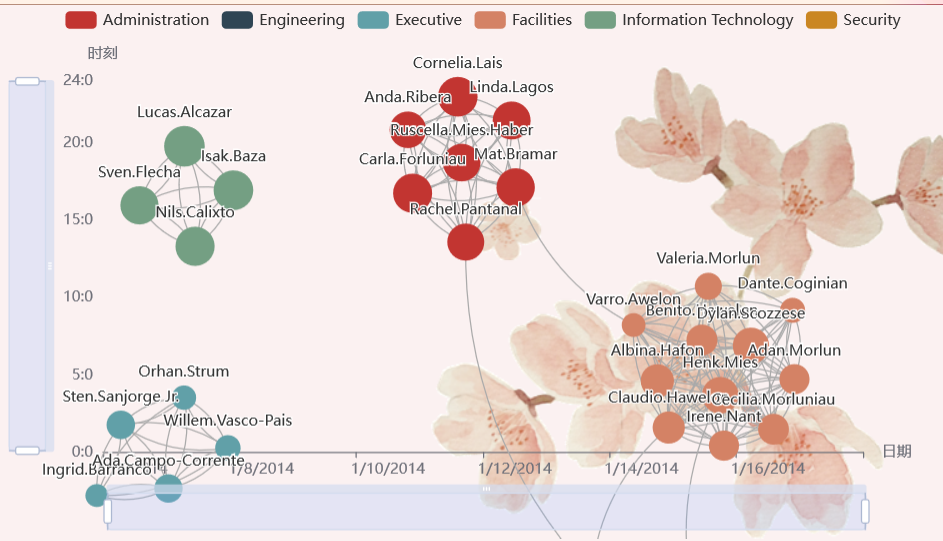 Administration Engineering Executive Facilities Information Technology Security
时刻
24:0
20:0
15:0
10:0
5:0
0:0
Cornelia.Lais
Linda.Lagos
Anda.Ribera
Ruscella.Mies.Haber
Carla.Forluniau
Mat.Bramar
Rachel.Pantanal
Lucas.Alcazar
Isak.Baza
Sven.Flecha
Nils.Calixto
Valeria.Morlun
Dante.Coginian
Varro.Awelon
Dylan.Scozzese
Albina.Hafon
Adan.Morlun
Henk.Mies
Claudio.Hawelon
Cecilia.Morluniau
Irene.Nant
Orhan.Strum
Sten.Sanjorge Jr.
Willem.Vasco-Pais
Ada.Campo-Corrente
Ingrid.Barranco
1/8/2014 1/10/2014 1/12/2014 1/14/2014 1/16/2014
日期